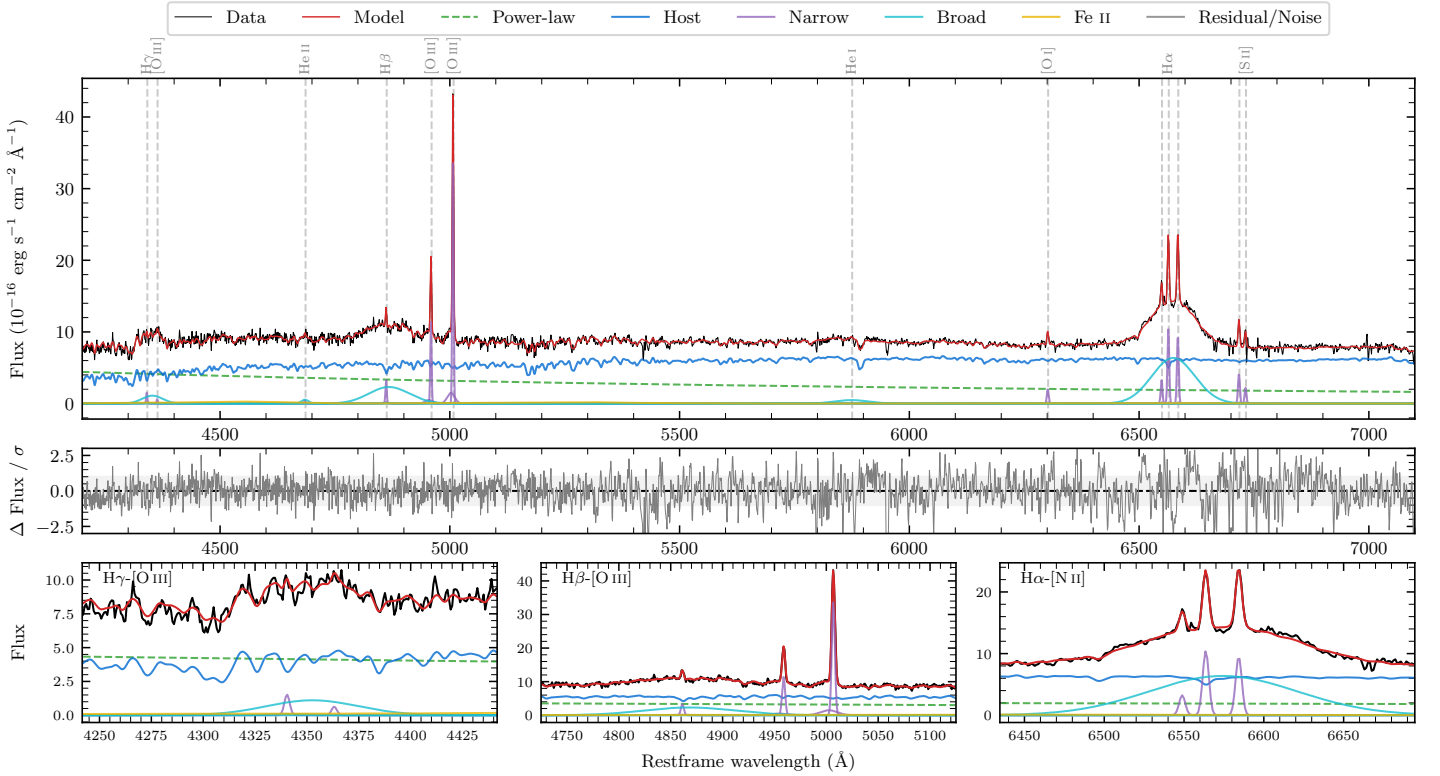 Data Model Power-law Host Narrow Broad Fe II Residual/Noise
Hγ [O III] He II Hβ [O III] [O III] He I [O I] Hα [S II]
Flux (10⁻¹⁶ erg s⁻¹ cm⁻² Å⁻¹)
40
30
20
10
0
4500 5000 5500 6000 6500 7000
Δ Flux / σ
2.5
0.0
−2.5
4500 5000 5500 6000 6500 7000
Flux
Hγ-[O III]
10.0
7.5
5.0
2.5
0.0
4250 4275 4300 4325 4350 4375 4400 4425
Hβ-[O III]
40
30
20
10
0
4750 4800 4850 4900 4950 5000 5050 5100
Hα-[N II]
20
10
0
6450 6500 6550 6600 6650
Restframe wavelength (Å)